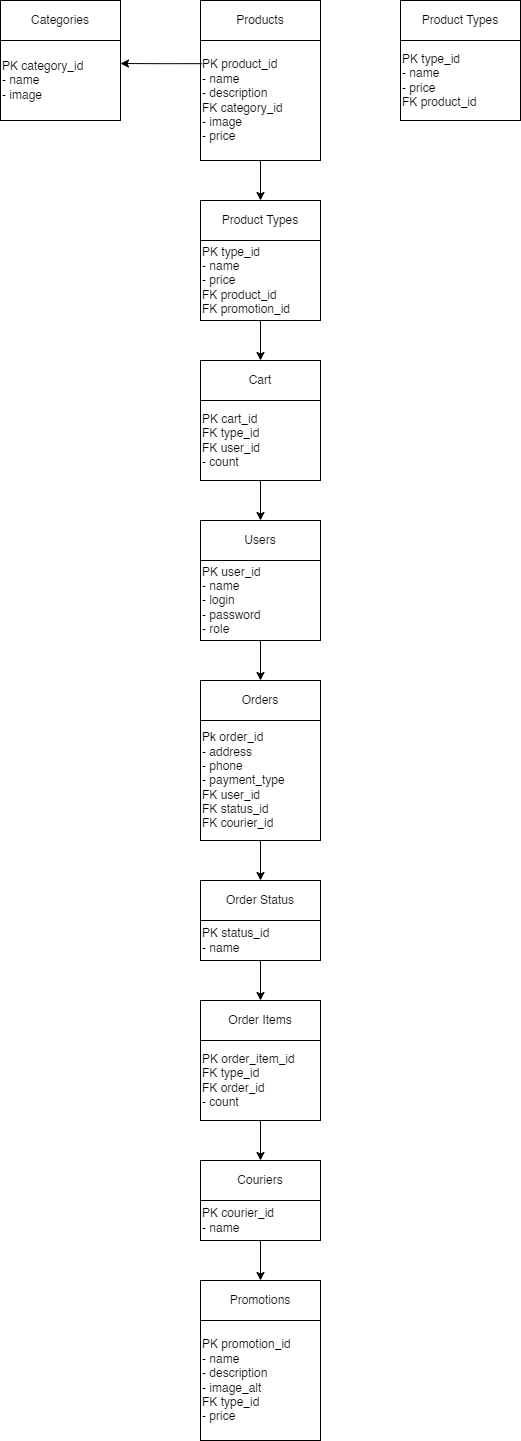 Categories
PK category_id
- name
- image
Products
PK product_id
- name
- description
FK category_id
- image
- price
Product Types
PK type_id
- name
- price
FK product_id
Product Types
PK type_id
- name
- price
FK product_id
FK promotion_id
Cart
PK cart_id
FK type_id
FK user_id
- count
Users
PK user_id
- name
- login
- password
- role
Orders
Pk order_id
- address
- phone
- payment_type
FK user_id
FK status_id
FK courier_id
Order Status
PK status_id
- name
Order Items
PK order_item_id
FK type_id
FK order_id
- count
Couriers
PK courier_id
- name
Promotions
PK promotion_id
- name
- description
- image_alt
FK type_id
- price